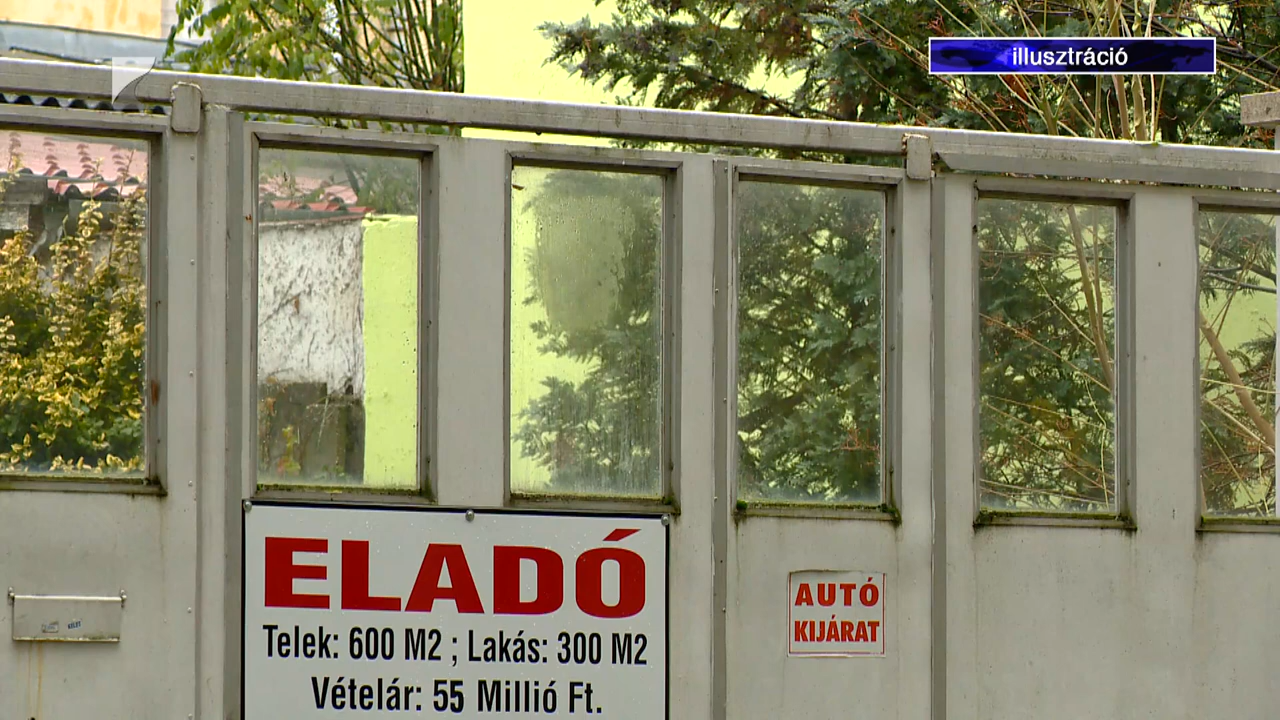 illusztráció
ELADÓ
Telek: 600 M2 ; Lakás: 300 M2
Vételár: 55 Millió Ft.
AUTÓ
KIJÁRAT